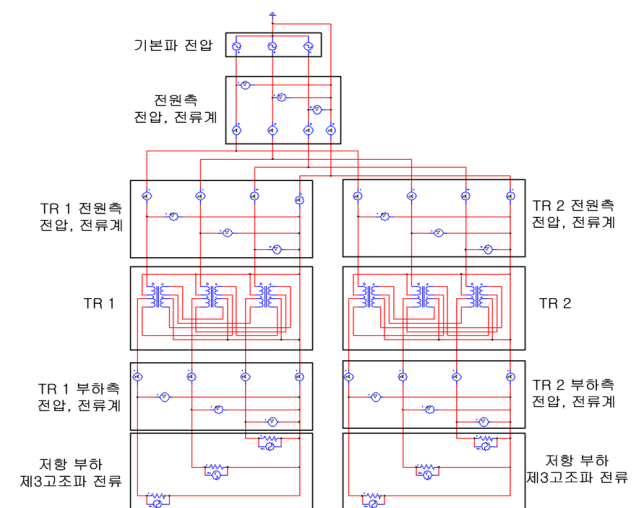 기본파 전압
전원측
전압, 전류계
TR 1 전원측
전압, 전류계
TR 2 전원측
전압, 전류계
TR 1
TR 2
TR 1 부하측
전압, 전류계
TR 2 부하측
전압, 전류계
저항 부하
제3고조파 전류
저항 부하
제3고조파 전류